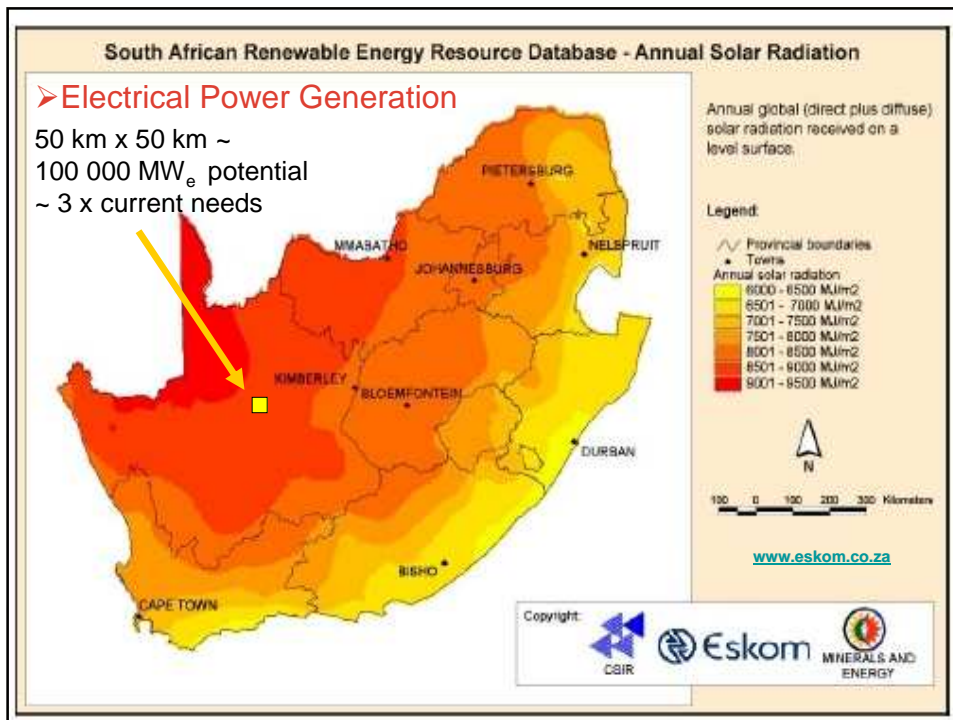 South African Renewable Energy Resource Database - Annual Solar Radiation
➢Electrical Power Generation
50 km x 50 km ~
100 000 MWe potential
~ 3 x current needs
Annual global (direct plus diffuse)
solar radiation received on a
level surface.
PIETERSBURG
Legend:
MMABATHO
NELSPRUIT
JOHANNESBURG
Provincial boundaries
Towns
Annual solar radiation
6000 - 6500 MJ/m2
6501 - 7000 MJ/m2
7001 - 7500 MJ/m2
7501 - 8000 MJ/m2
8001 - 8500 MJ/m2
8501 - 9000 MJ/m2
9001 - 9500 MJ/m2
KIMBERLEY
BLOEMFONTEIN
DURBAN
N
100 0 100 200 300 Kilometers
www.eskom.co.za
BISHO
CAPE TOWN
Copyright:
CSIR
Eskom
MINERALS AND
ENERGY